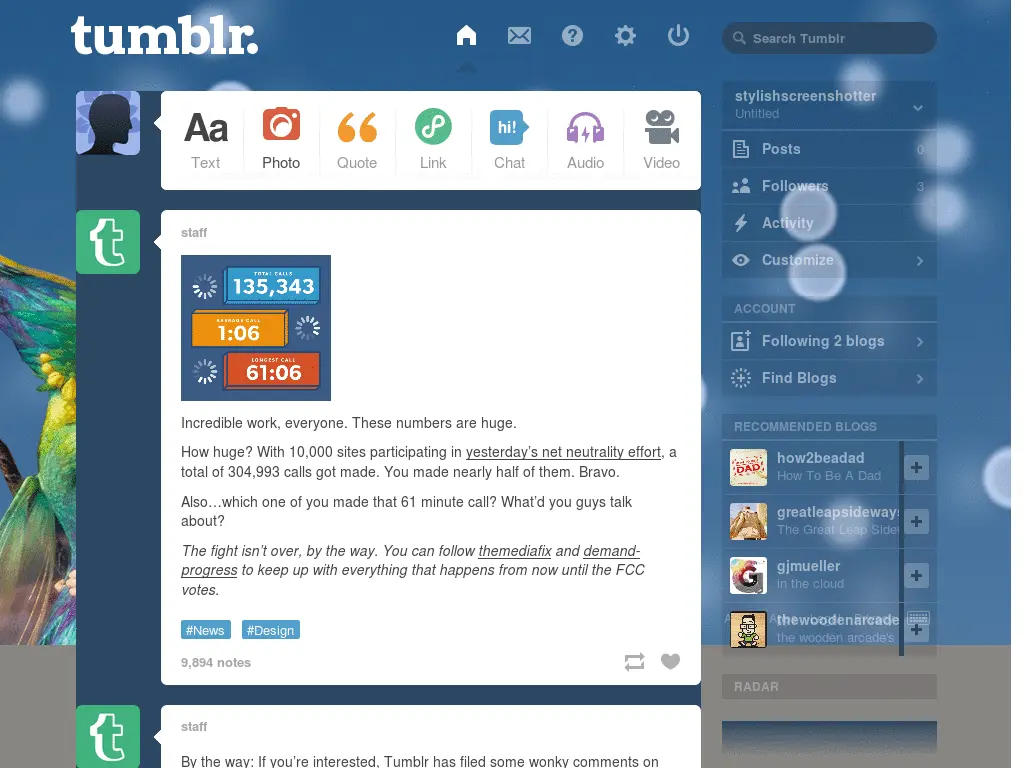 tumblr.
Search Tumblr
Text
Photo
Quote
Link
hi!
Chat
Audio
Video
Aa
staff
TOTAL CALLS
135,343
AVERAGE CALL
1:06
LONGEST CALL
61:06
Incredible work, everyone. These numbers are huge.
How huge? With 10,000 sites participating in yesterday's net neutrality effort, a
total of 304,993 calls got made. You made nearly half of them. Bravo.
Also…which one of you made that 61 minute call? What'd you guys talk
about?
The fight isn't over, by the way. You can follow themediafix and demand-
progress to keep up with everything that happens from now until the FCC
votes.
#News #Design
9,894 notes
staff
By the way: If you're interested, Tumblr has filed some wonky comments on
stylishscreenshotter
Untitled
Posts 0
Followers 3
Activity
Customize
ACCOUNT
Following 2 blogs
Find Blogs
RECOMMENDED BLOGS
DAD
how2beadad
How To Be A Dad
greatleapsideways
The Great Leap Side
gjmueller
in the cloud
thewoodenarcade
the wooden arcade's
RADAR